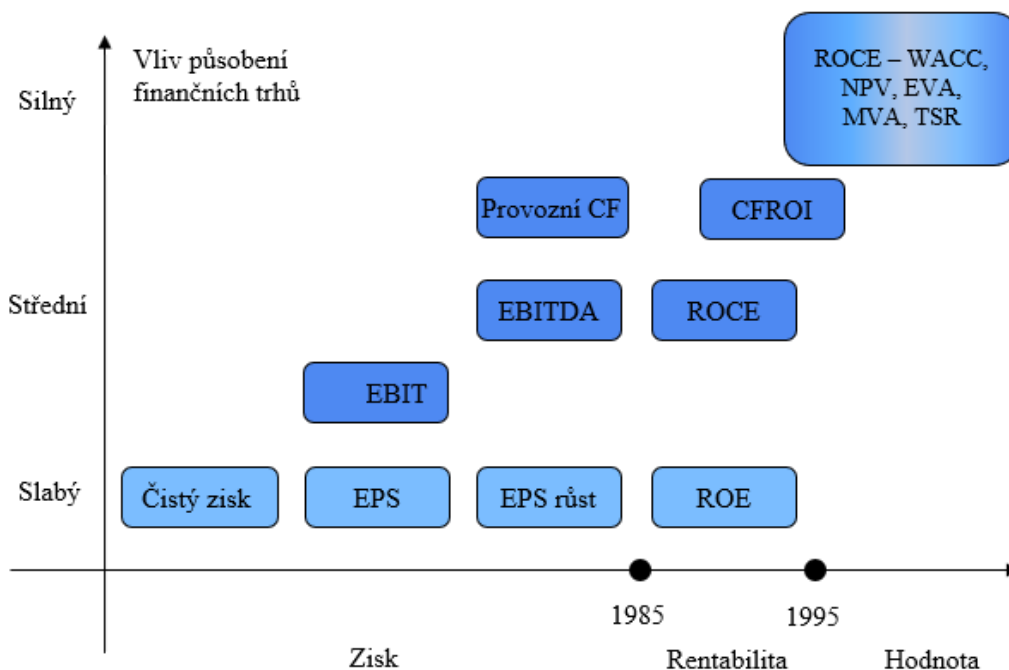 Vliv působení
finančních trhů
Silný
ROCE – WACC,
NPV, EVA,
MVA, TSR
Provozní CF
CFROI
Střední
EBITDA
ROCE
EBIT
Slabý
Čistý zisk
EPS
EPS růst
ROE
1985
1995
Zisk
Rentabilita
Hodnota